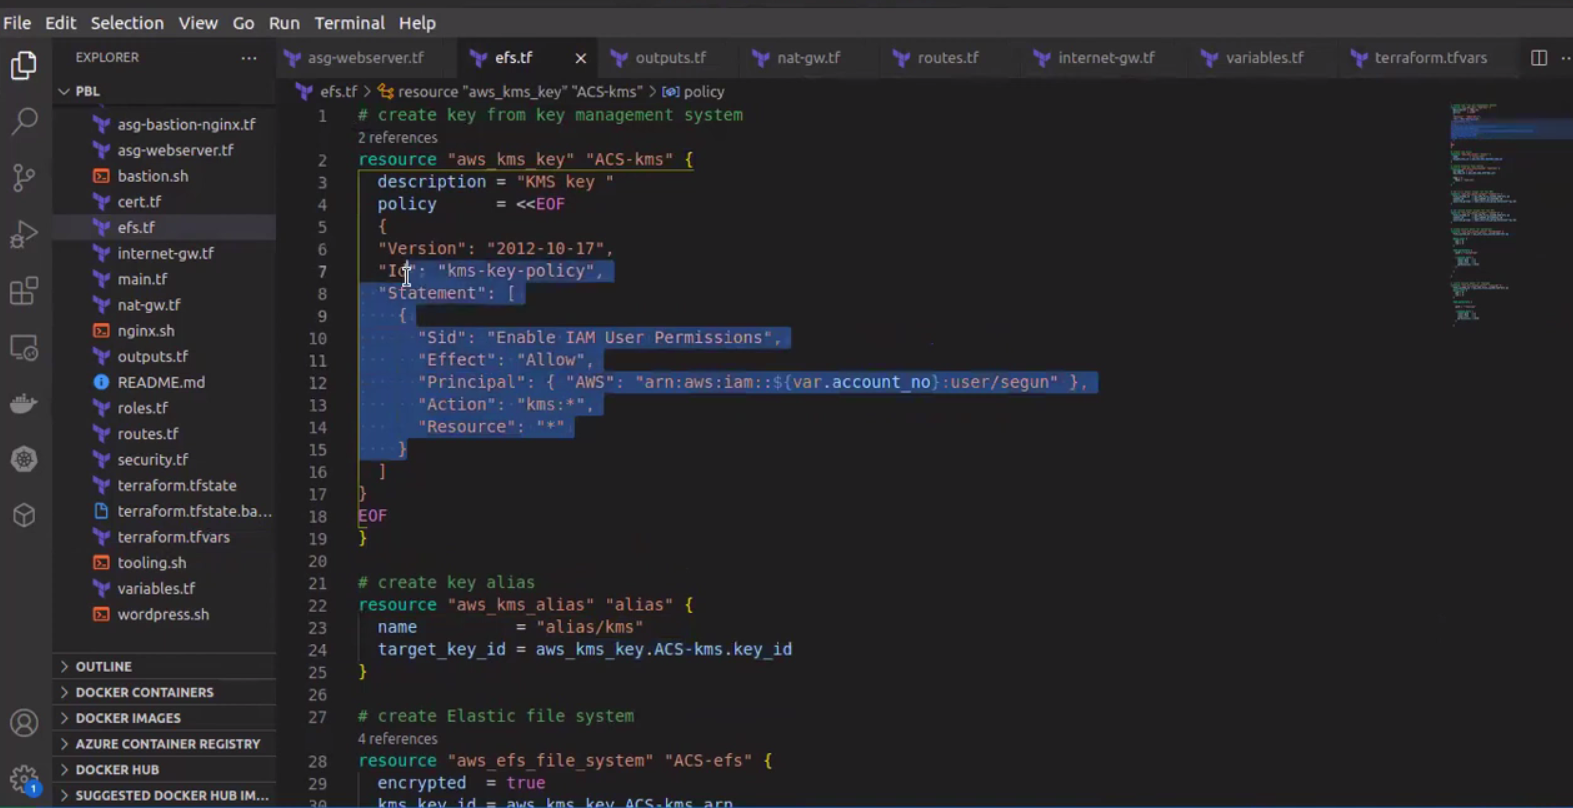 File Edit Selection View Go Run Terminal Help
EXPLORER
PBL
asg-bastion-nginx.tf
asg-webserver.tf
bastion.sh
cert.tf
efs.tf
internet-gw.tf
main.tf
nat-gw.tf
nginx.sh
outputs.tf
README.md
roles.tf
routes.tf
security.tf
terraform.tfstate
terraform.tfstate.ba...
terraform.tfvars
tooling.sh
variables.tf
wordpress.sh
OUTLINE
DOCKER CONTAINERS
DOCKER IMAGES
AZURE CONTAINER REGISTRY
DOCKER HUB
SUGGESTED DOCKER HUB IM...
1
asg-webserver.tf efs.tf outputs.tf nat-gw.tf routes.tf internet-gw.tf variables.tf terraform.tfvars
efs.tf > resource "aws_kms_key" "ACS-kms" > policy
1 # create key from key management system
2 references
2 resource "aws_kms_key" "ACS-kms" {
3 description = "KMS key "
4 policy = <<EOF
5 {
6 "Version": "2012-10-17",
7 "Id": "kms-key-policy",
8 "Statement": [
9 {
10 "Sid": "Enable IAM User Permissions",
11 "Effect": "Allow",
12 "Principal": { "AWS": "arn:aws:iam::${var.account_no}:user/segun" },
13 "Action": "kms:*",
14 "Resource": "*"
15 }
16 ]
17 }
18 EOF
19 }
20
21 # create key alias
22 resource "aws_kms_alias" "alias" {
23 name = "alias/kms"
24 target_key_id = aws_kms_key.ACS-kms.key_id
25 }
26
27 # create Elastic file system
4 references
28 resource "aws_efs_file_system" "ACS-efs" {
29 encrypted = true
30 kms_key_id = aws_kms_key.ACS-kms.arn